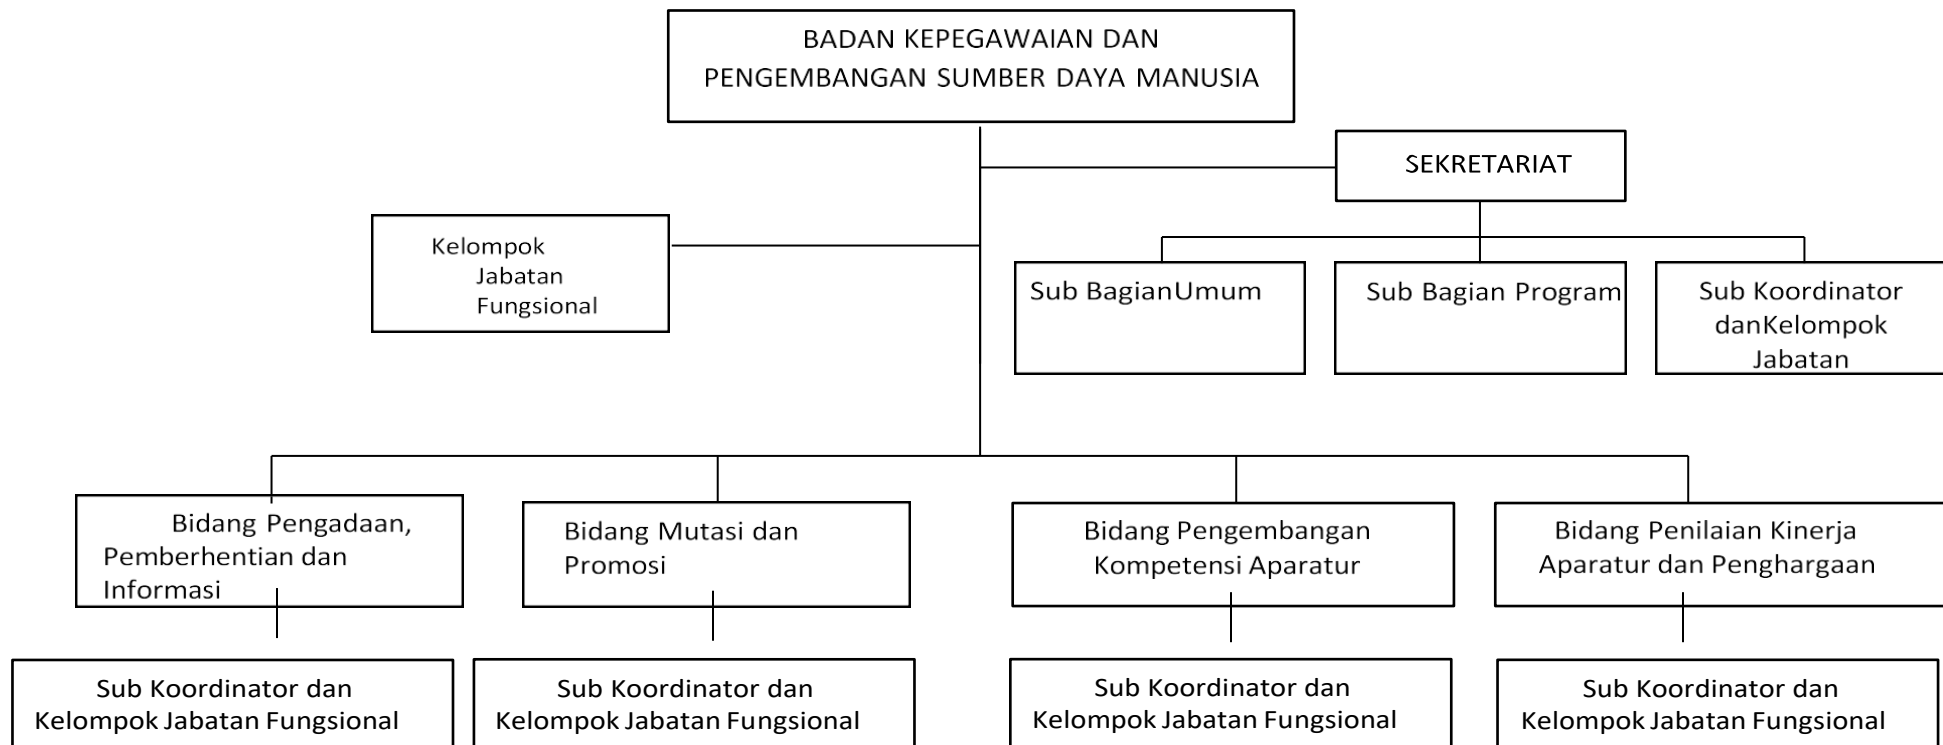 BADAN KEPEGAWAIAN DAN
PENGEMBANGAN SUMBER DAYA MANUSIA
SEKRETARIAT
Kelompok
Jabatan
Fungsional
Sub BagianUmum
Sub Bagian Program
Sub Koordinator
danKelompok
Jabatan
Bidang Pengadaan,
Pemberhentian dan
Informasi
Bidang Mutasi dan
Promosi
Bidang Pengembangan
Kompetensi Aparatur
Bidang Penilaian Kinerja
Aparatur dan Penghargaan
Sub Koordinator dan
Kelompok Jabatan Fungsional
Sub Koordinator dan
Kelompok Jabatan Fungsional
Sub Koordinator dan
Kelompok Jabatan Fungsional
Sub Koordinator dan
Kelompok Jabatan Fungsional